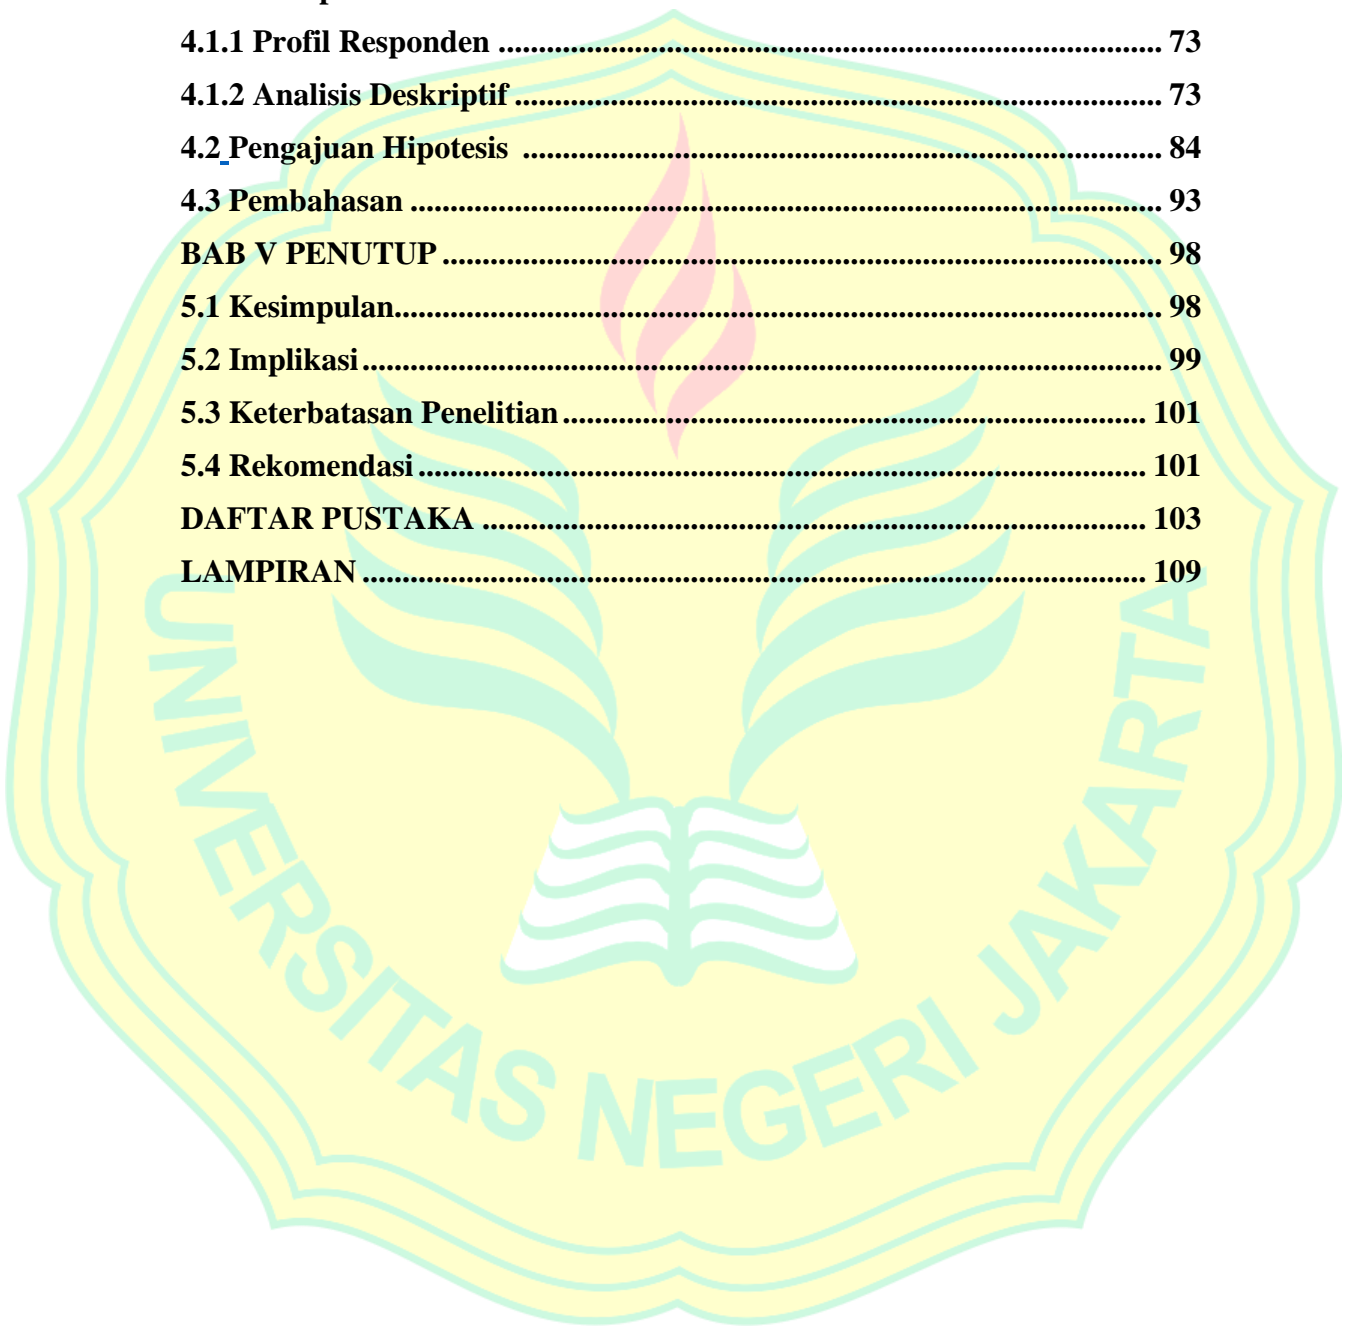 4.1.1 Profil Responden ................................................................................... 73
4.1.2 Analisis Deskriptif ................................................................................. 73
4.2 Pengajuan Hipotesis ................................................................................ 84
4.3 Pembahasan .............................................................................................. 93
BAB V PENUTUP .......................................................................................... 98
5.1 Kesimpulan................................................................................................ 98
5.2 Implikasi .................................................................................................... 99
5.3 Keterbatasan Penelitian ......................................................................... 101
5.4 Rekomendasi ........................................................................................... 101
DAFTAR PUSTAKA ................................................................................... 103
LAMPIRAN .................................................................................................. 109
UNIVERSITAS NEGERI JAKARTA